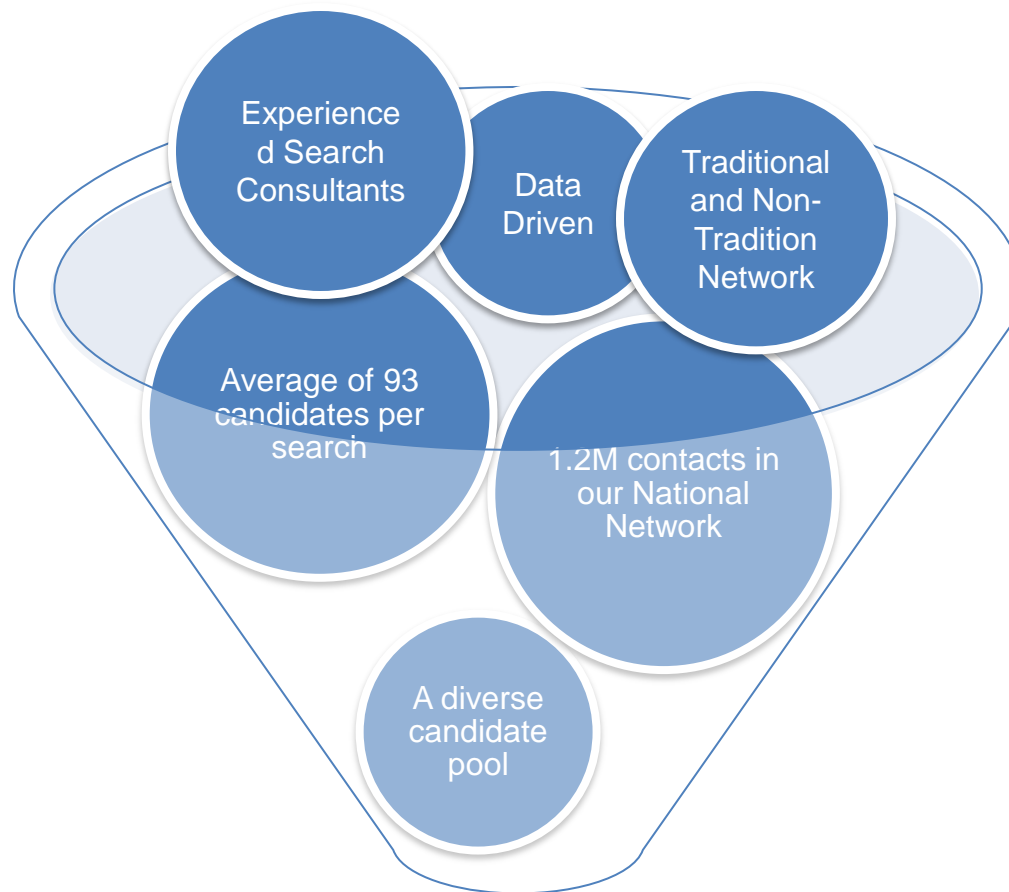 Experience
d Search
Consultants
Data
Driven
Traditional
and Non-
Tradition
Network
Average of 93
candidates per
search
1.2M contacts in
our National
Network
A diverse
candidate
pool